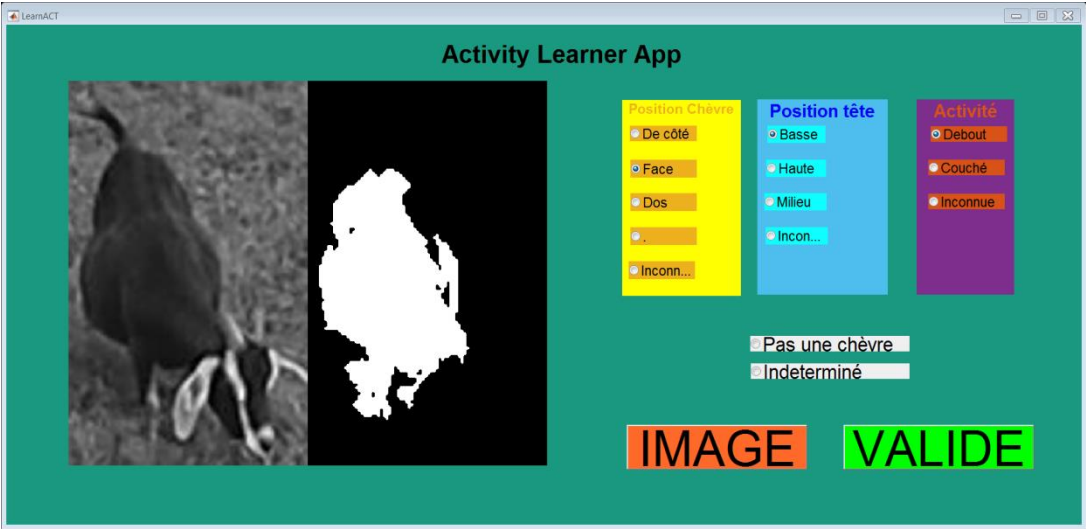 LearnACT
Activity Learner App
Position Chèvre
De côté
Face
Dos
.
Inconn...
Position tête
Basse
Haute
Milieu
Incon...
Activité
Debout
Couché
Inconnue
Pas une chèvre
Indeterminé
IMAGE
VALIDE